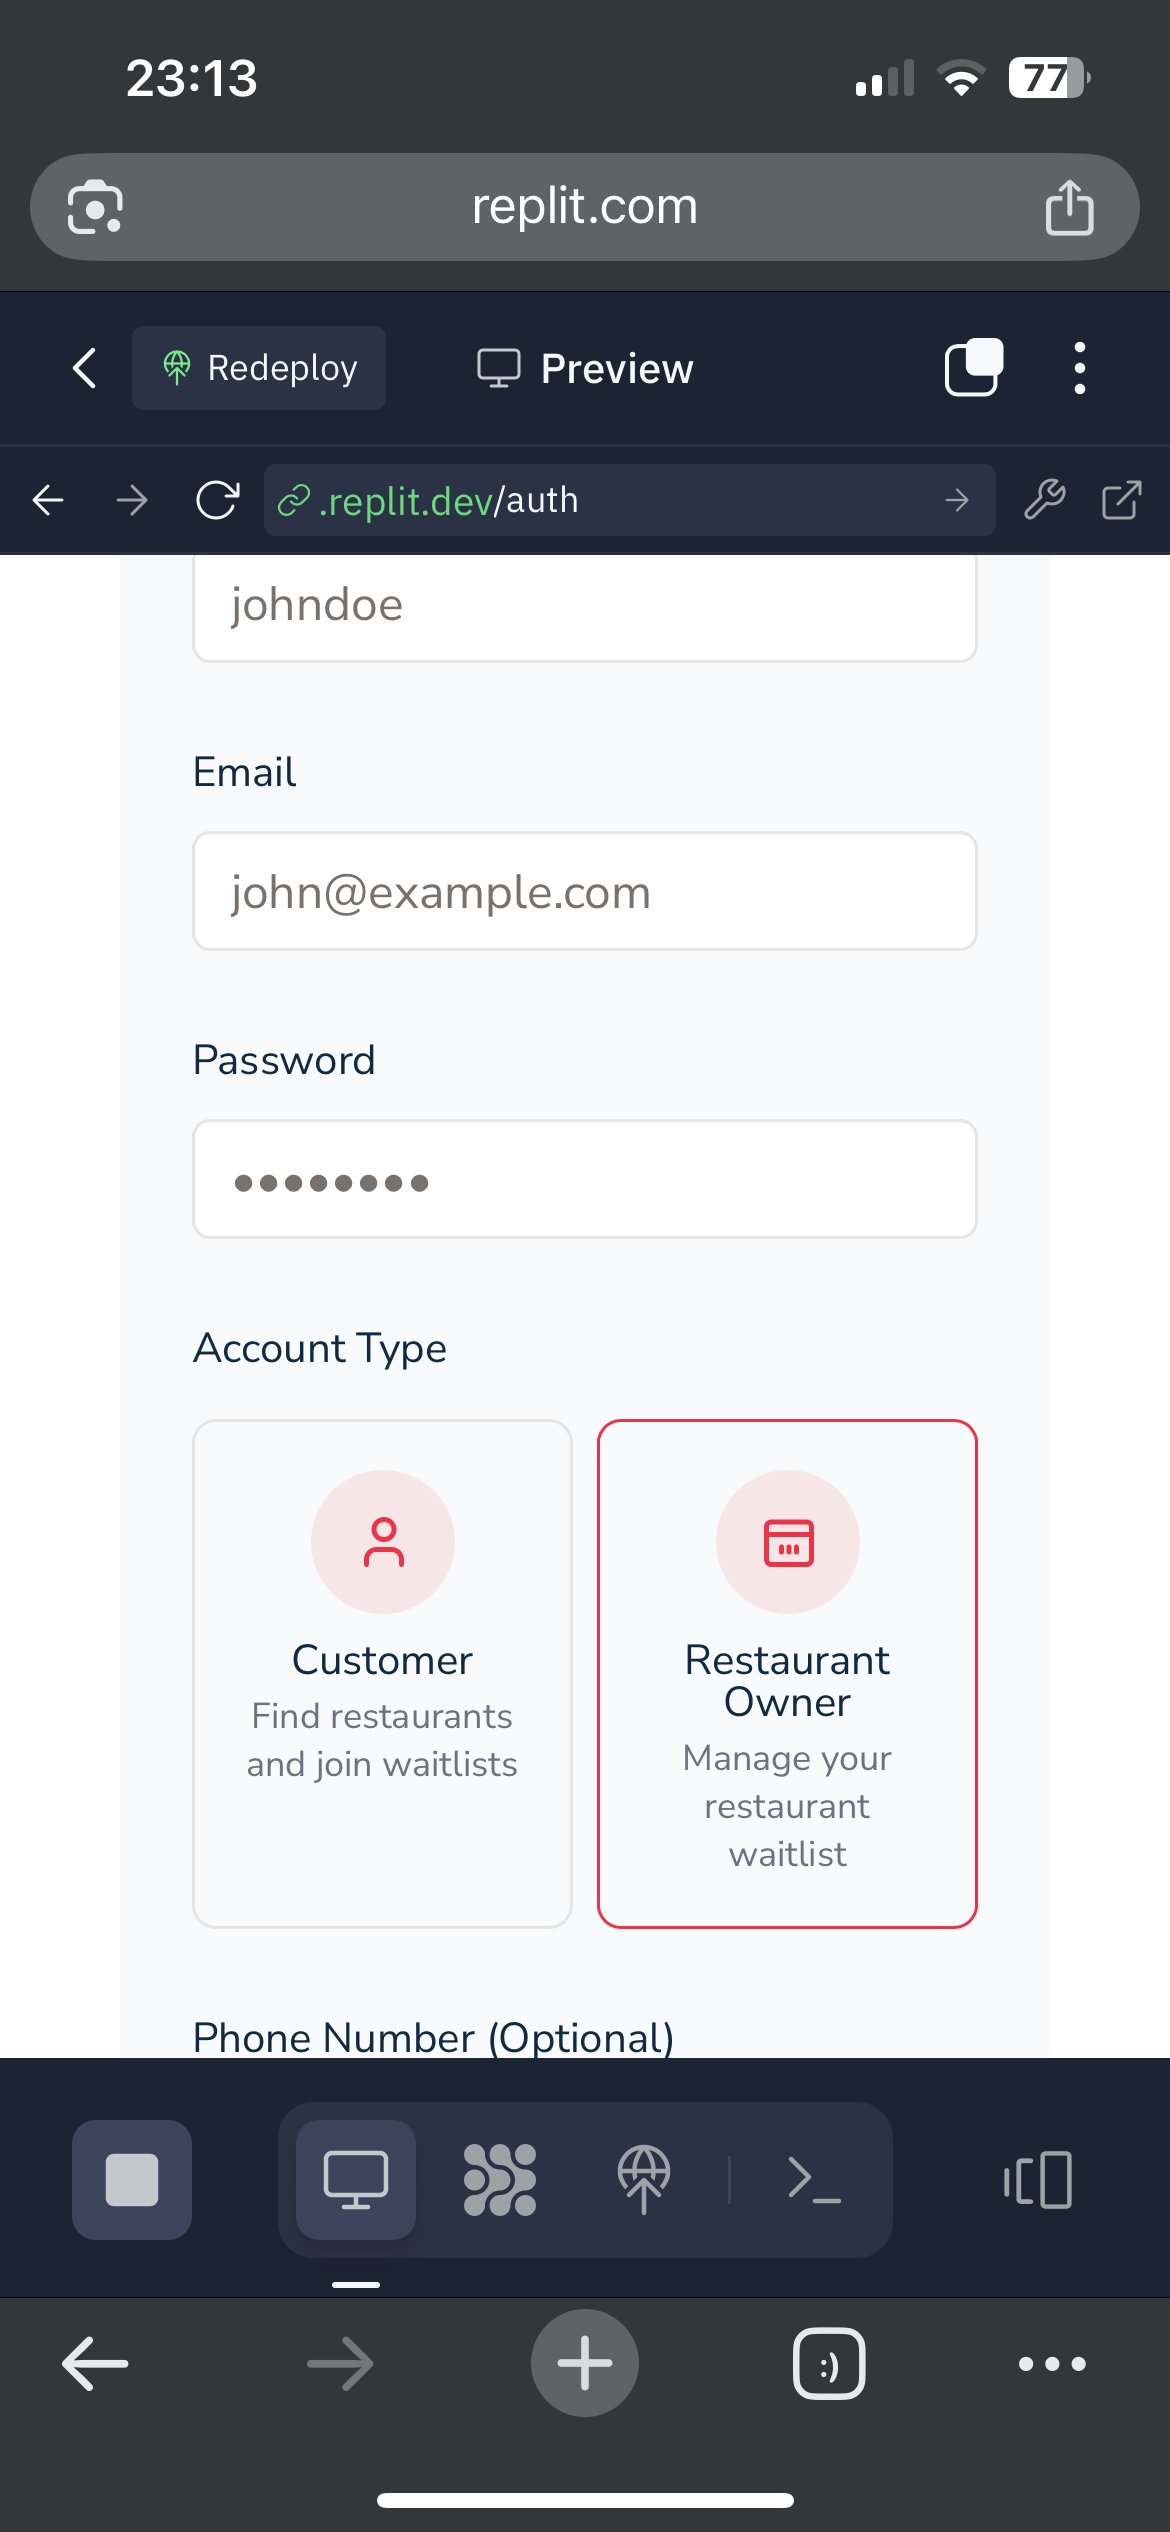 23:13
77
replit.com
Redeploy
Preview
.replit.dev/auth
johndoe
Email
john@example.com
Password
••••••••
Account Type
Customer
Find restaurants
and join waitlists
Restaurant
Owner
Manage your
restaurant
waitlist
Phone Number (Optional)
:)